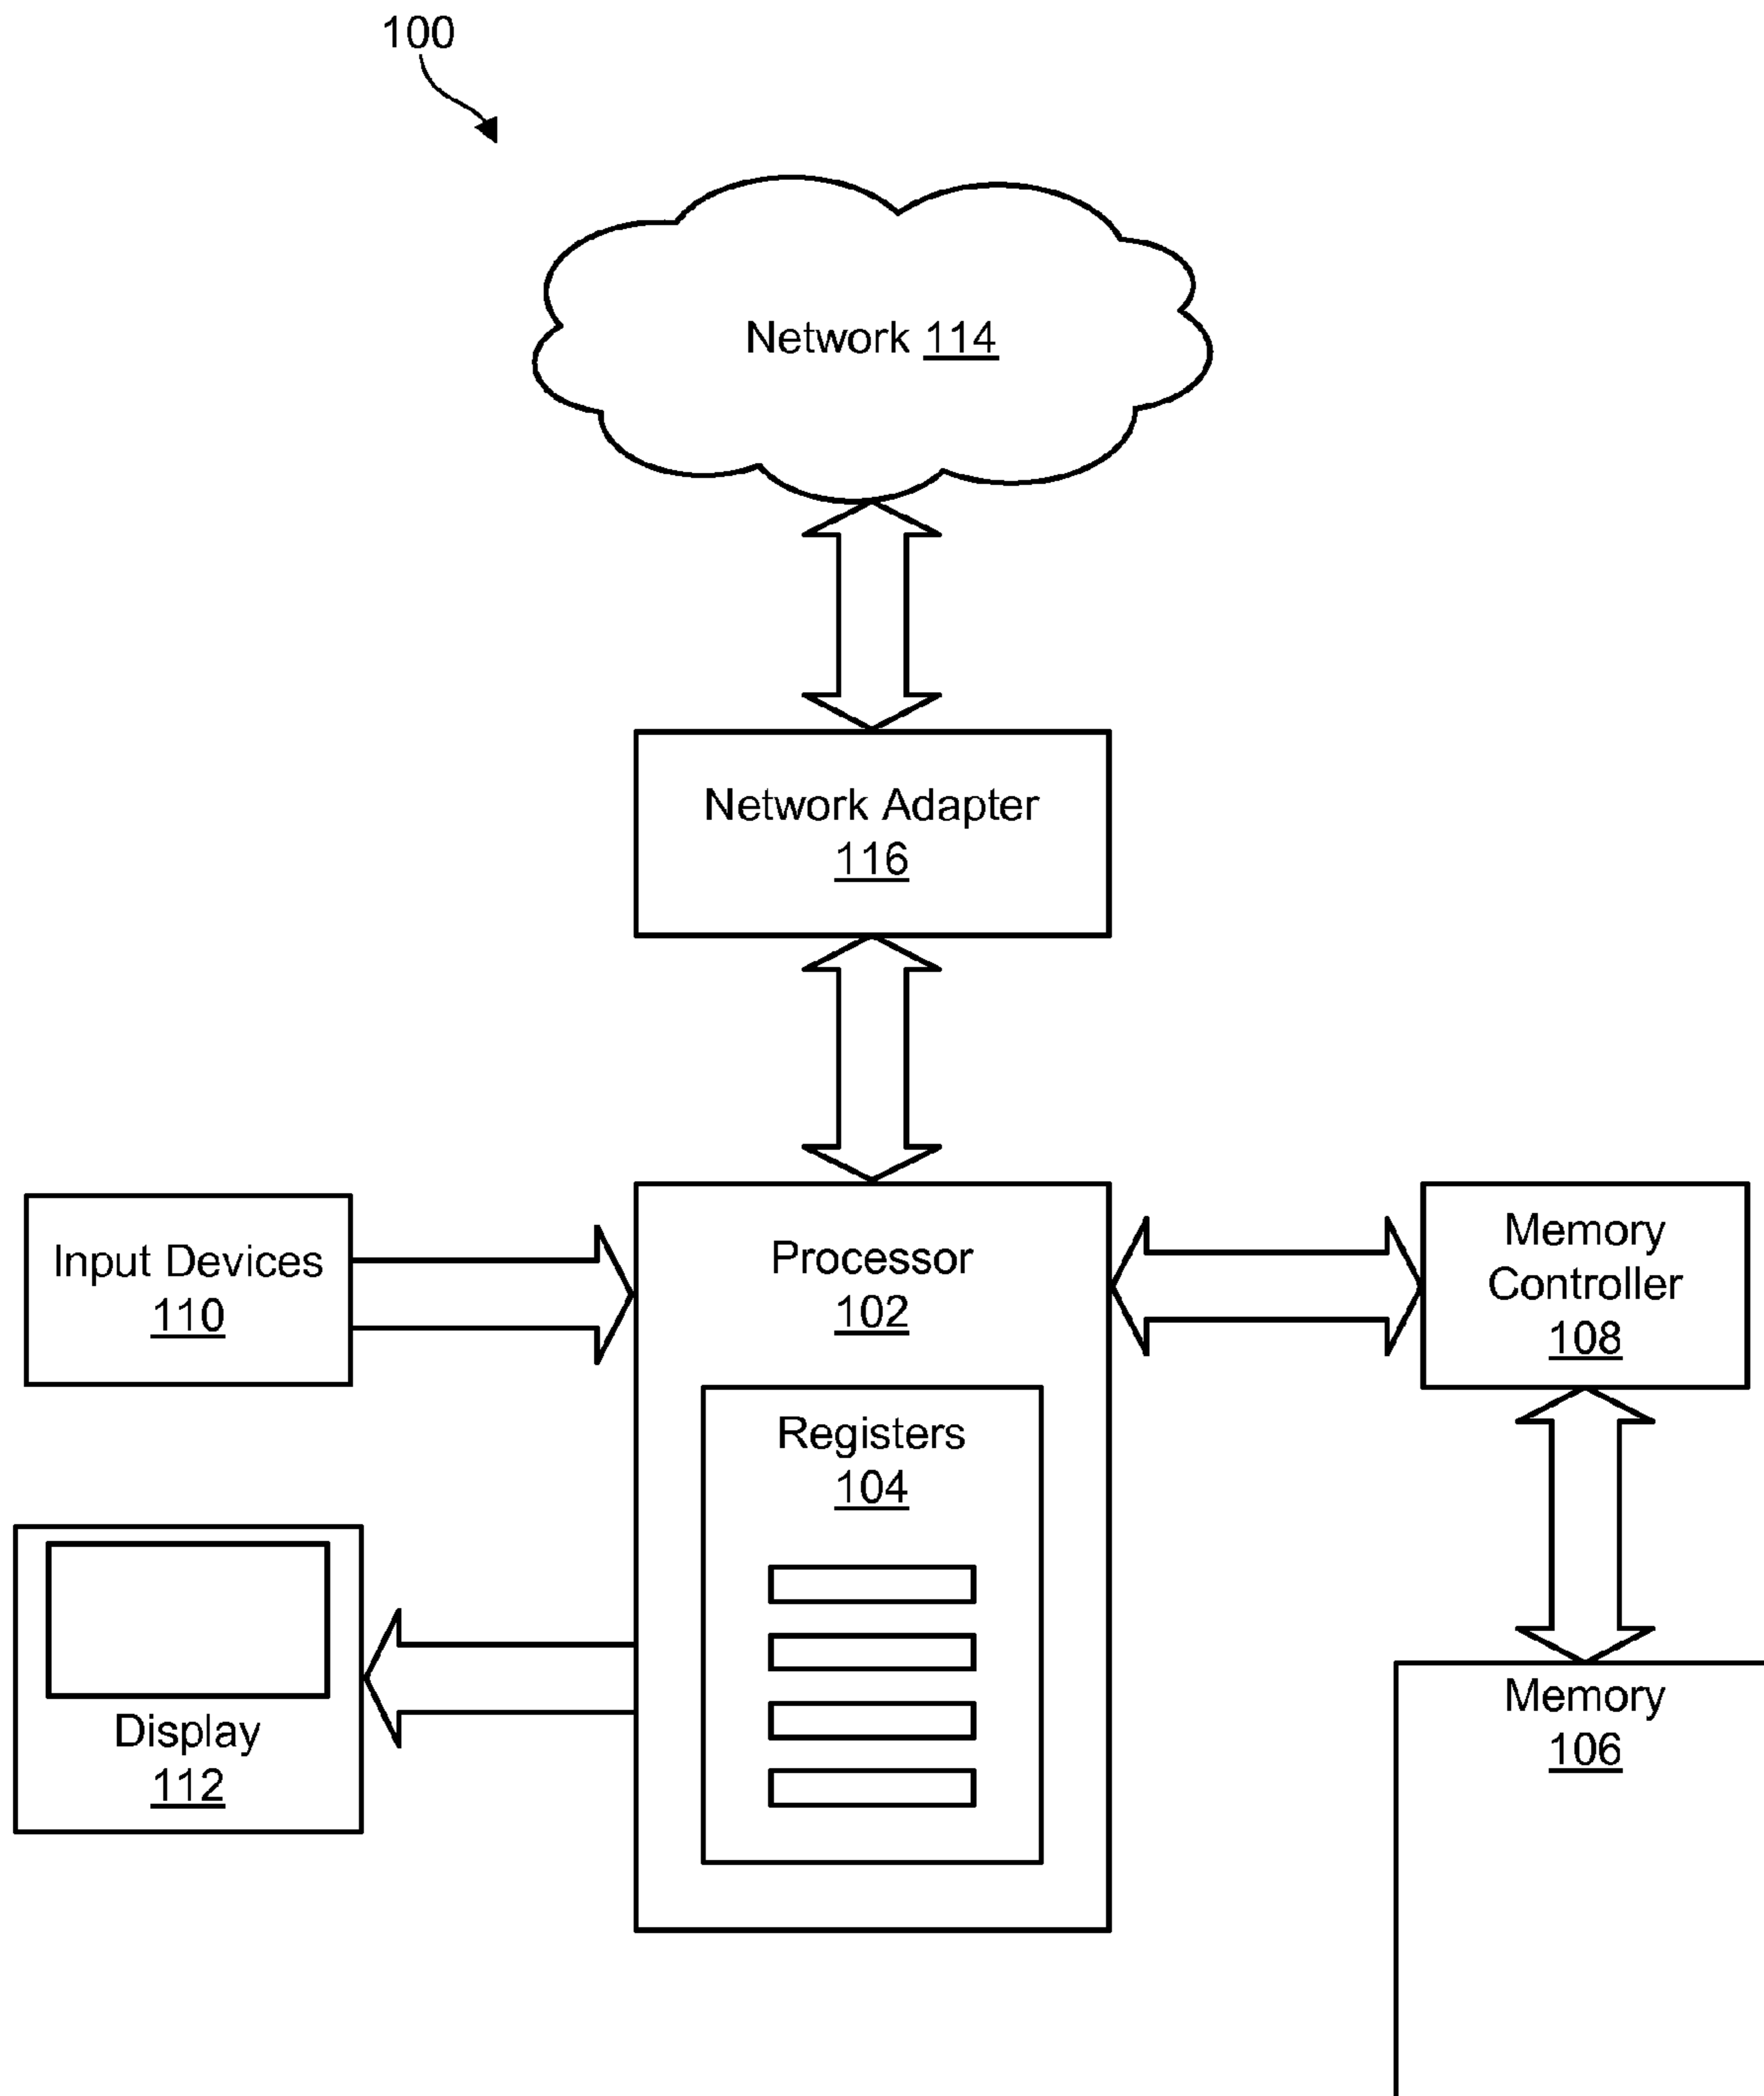 100
Network 114
Network Adapter
116
Input Devices
110
Processor
102
Memory
Controller
108
Registers
104
Display
112
Memory
106